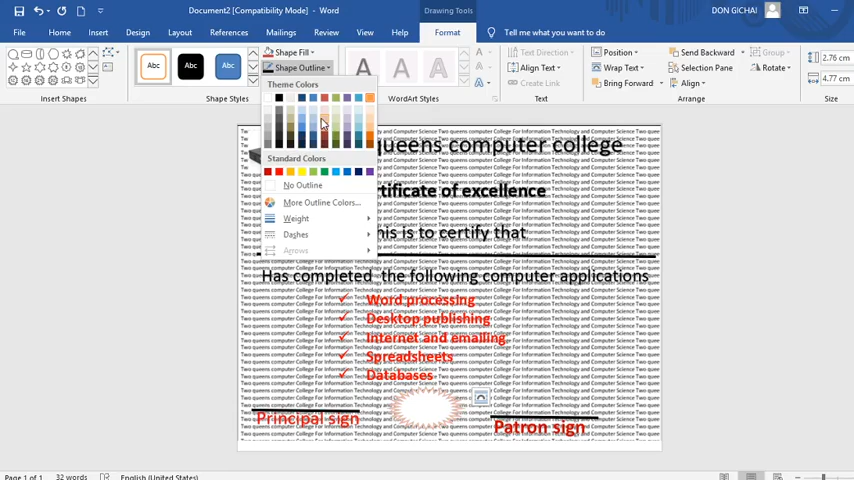 Document2 [Compatibility Mode] - Word
Drawing Tools
DON GICHAI
File Home Insert Design Layout References Mailings Review View Help Format Tell me what you want to do
Abc Abc Abc
Shape Fill
Shape Outline
A A A
Text Direction
Align Text
Create Link
Position
Wrap Text
Bring Forward
Send Backward
Selection Pane
Align
Group
Rotate
2.76 cm
4.77 cm
Insert Shapes
WordArt Styles
Text
Arrange
Size
Theme Colors
Standard Colors
No Outline
More Outline Colors...
Weight
Dashes
Arrows
queens computer college
rtificate of excellence
his is to certify that
Has completed the following computer applications
✓ Word processing
✓ Desktop publishing
✓ Internet and emailing
✓ Spreadsheets
✓ Databases
Principal sign
Patron sign
Page 1 of 1 32 words English (United States)